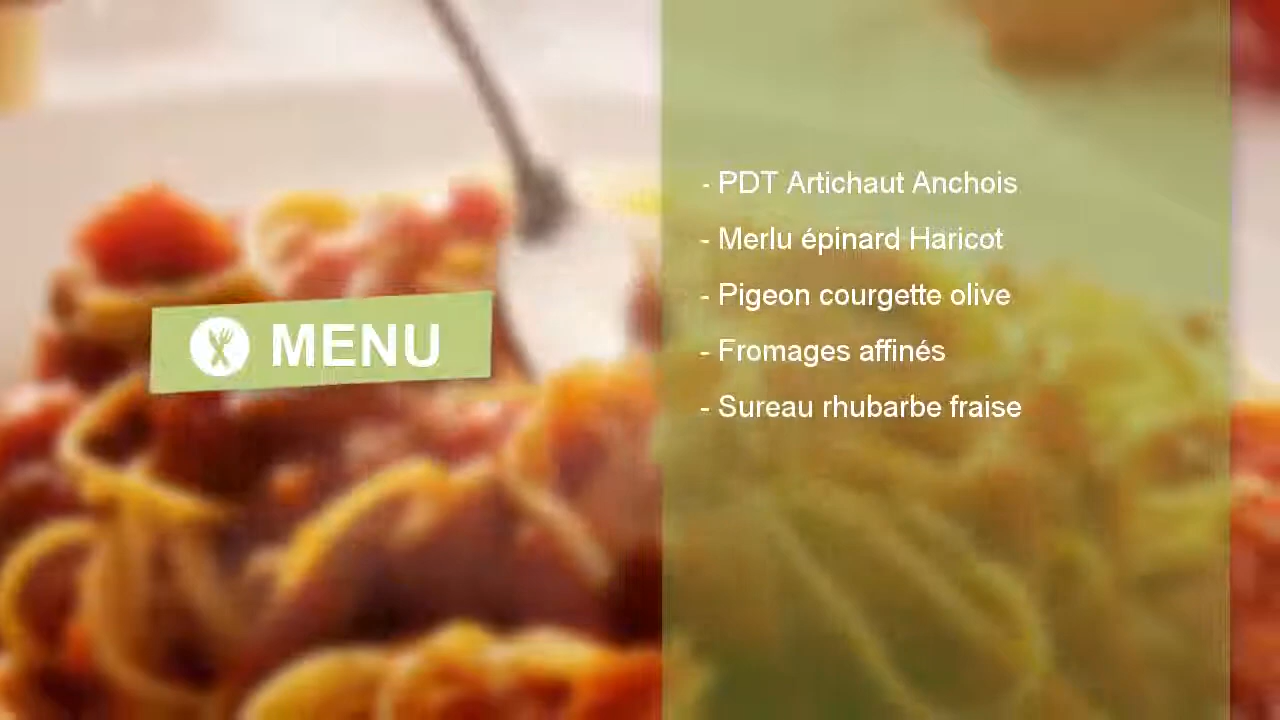 MENU
- PDT Artichaut Anchois
- Merlu épinard Haricot
- Pigeon courgette olive
- Fromages affinés
- Sureau rhubarbe fraise